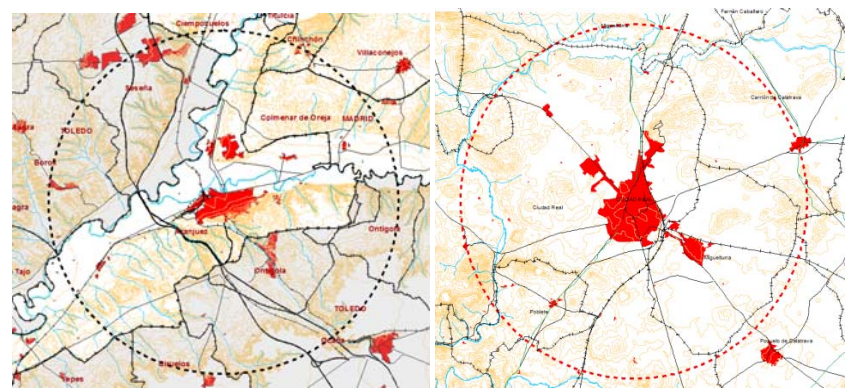 Ciempozuelos
Titulcia
Chinchón
Villaconejos
Seseña
Colmenar de Oreja
MADRID
TOLEDO
Borox
Aranjuez
Ontígola
Ontígola
Tajo
TOLEDO
Ocaña
Ciruelos
Yepes
Fernán Caballero
Carrión de Calatrava
Ciudad Real
Miguelturra
Poblete
Pozuelo de Calatrava